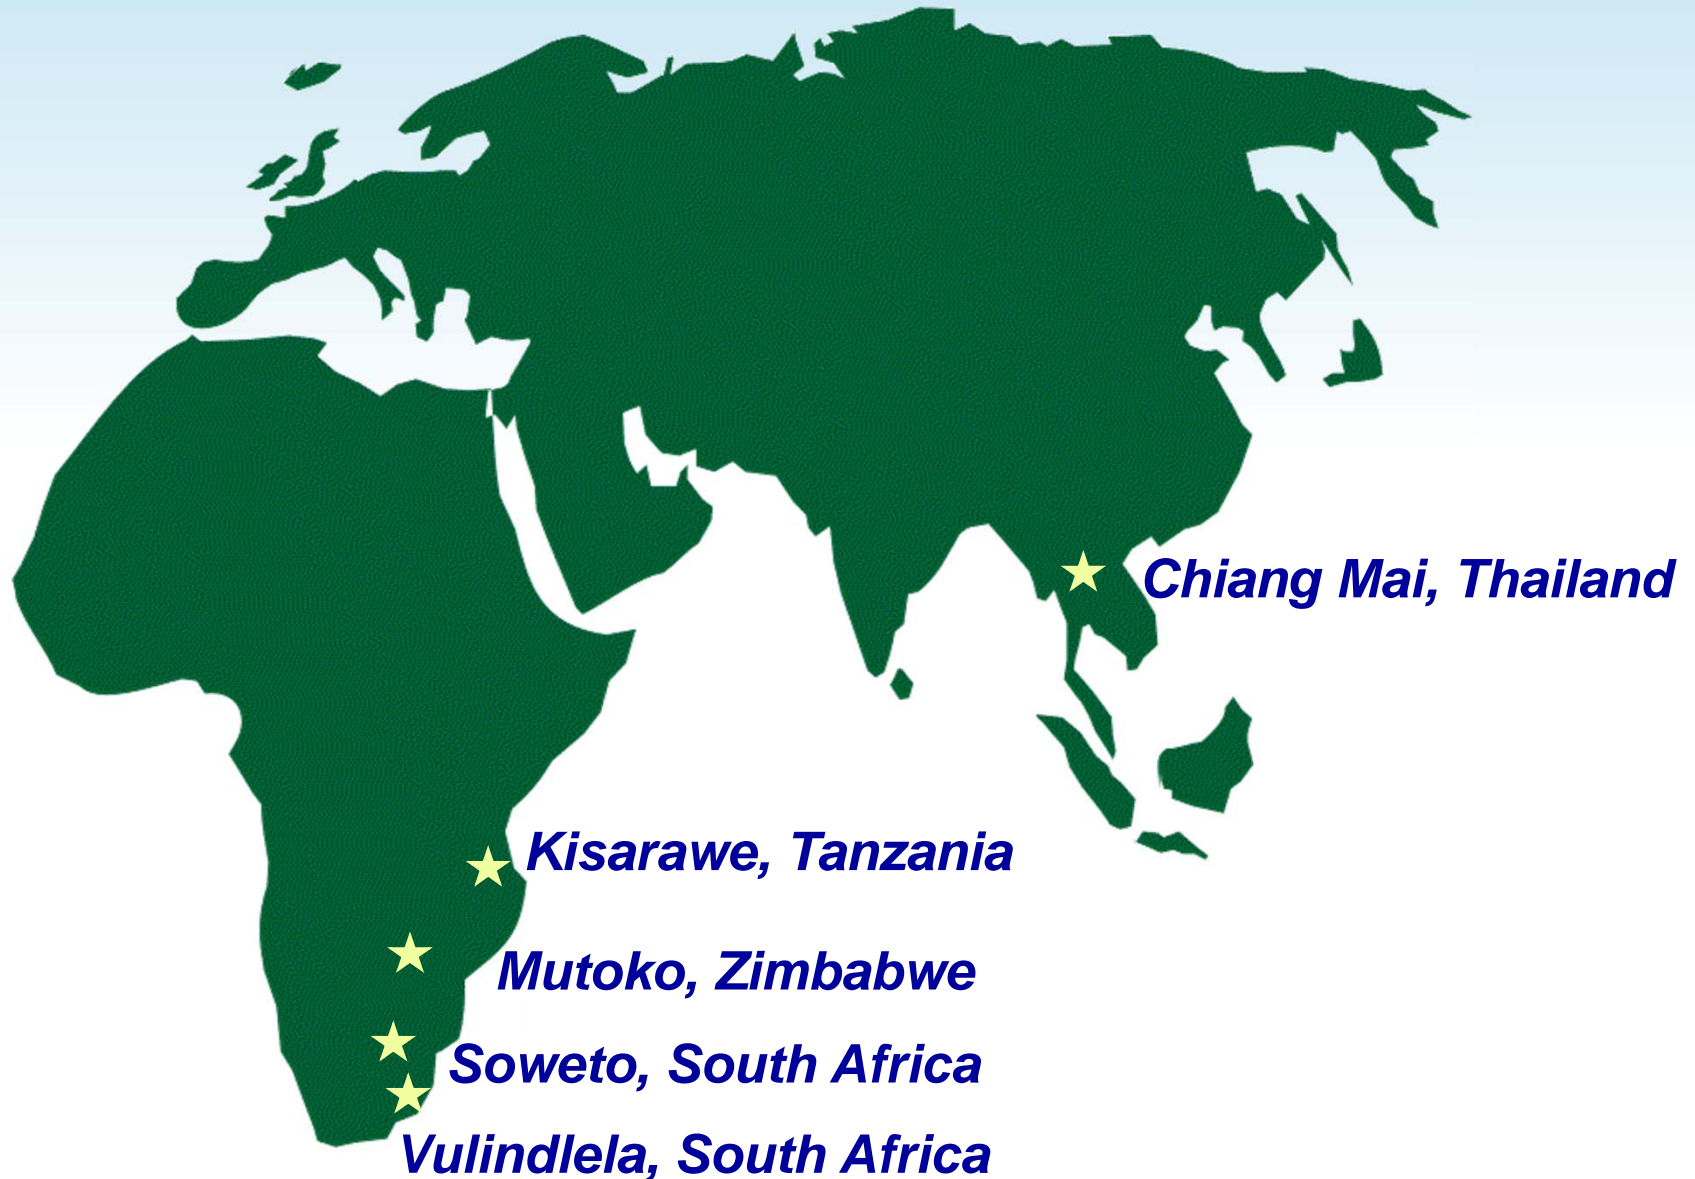 Chiang Mai, Thailand
Kisarawe, Tanzania
Mutoko, Zimbabwe
Soweto, South Africa
Vulindlela, South Africa